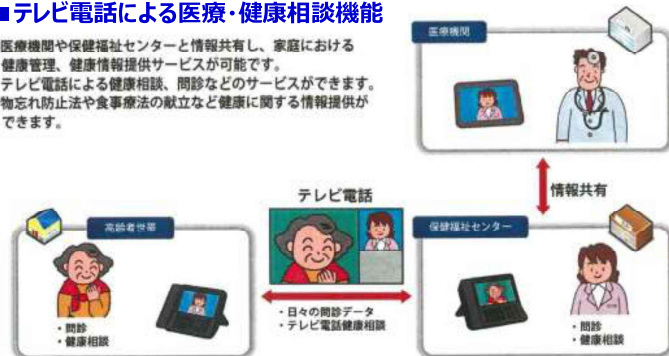 ■テレビ電話による医療・健康相談機能
医療機関や保健福祉センターと情報共有し、家庭における
健康管理、健康情報提供サービスが可能です。
テレビ電話による健康相談、問診などのサービスができます。
物忘れ防止法や食事療法の献立など健康に関する情報提供が
できます。
医療機関
情報共有
テレビ電話
高齢者世帯
保健福祉センター
・日々の問診データ
・テレビ電話健康相談
・問診
・健康相談
・問診
・健康相談